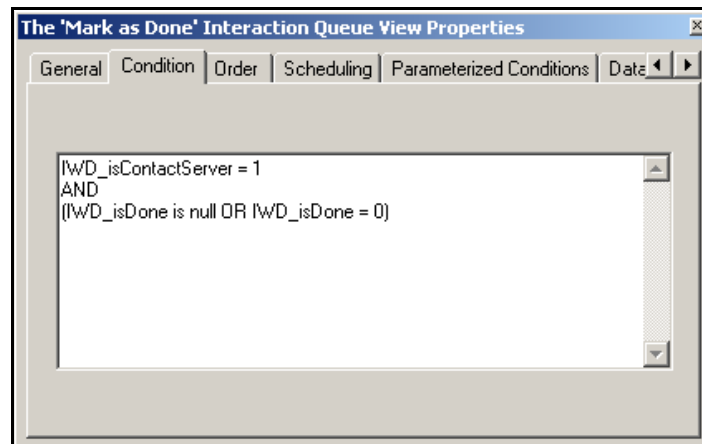 The 'Mark as Done' Interaction Queue View Properties
General Condition Order Scheduling Parameterized Conditions Data
IWD_isContactServer = 1
AND
(IWD_isDone is null OR IWD_isDone = 0)